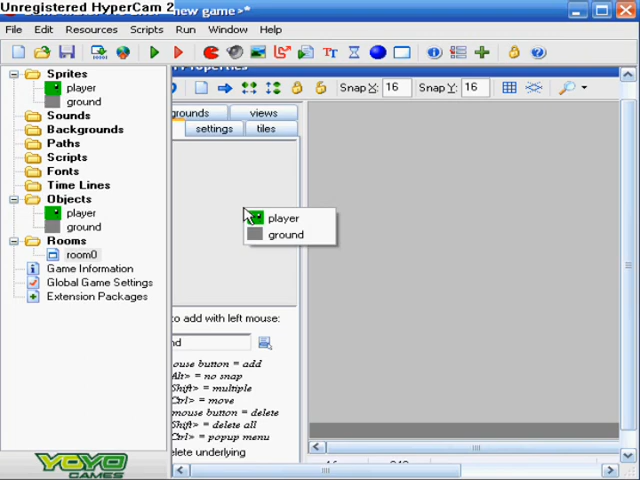 Unregistered HyperCam 2
new game>*
File Edit Resources Scripts Run Window Help
Snap X: 16 Snap Y: 16
Sprites
player
ground
Sounds
Backgrounds
Paths
Scripts
Fonts
Time Lines
Objects
player
ground
Rooms
room0
Game Information
Global Game Settings
Extension Packages
YOYO
GAMES
grounds views
settings tiles
player
ground
to add with left mouse:
nd
ouse button = add
Alt> = no snap
Shift> = multiple
Ctrl> = move
mouse button = delete
Shift> = delete all
Ctrl> = popup menu
elete underlying